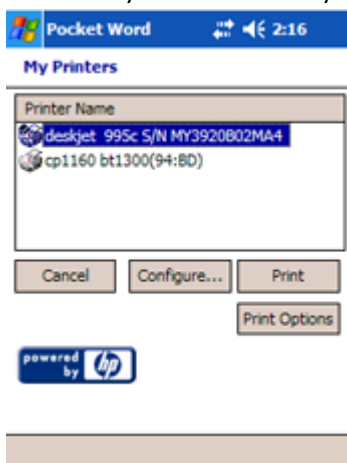 Pocket Word 2:16
My Printers
Printer Name
deskjet 995c S/N MY3920B02MA4
cp1160 bt1300(94:BD)
Cancel Configure... Print
Print Options
powered by hp